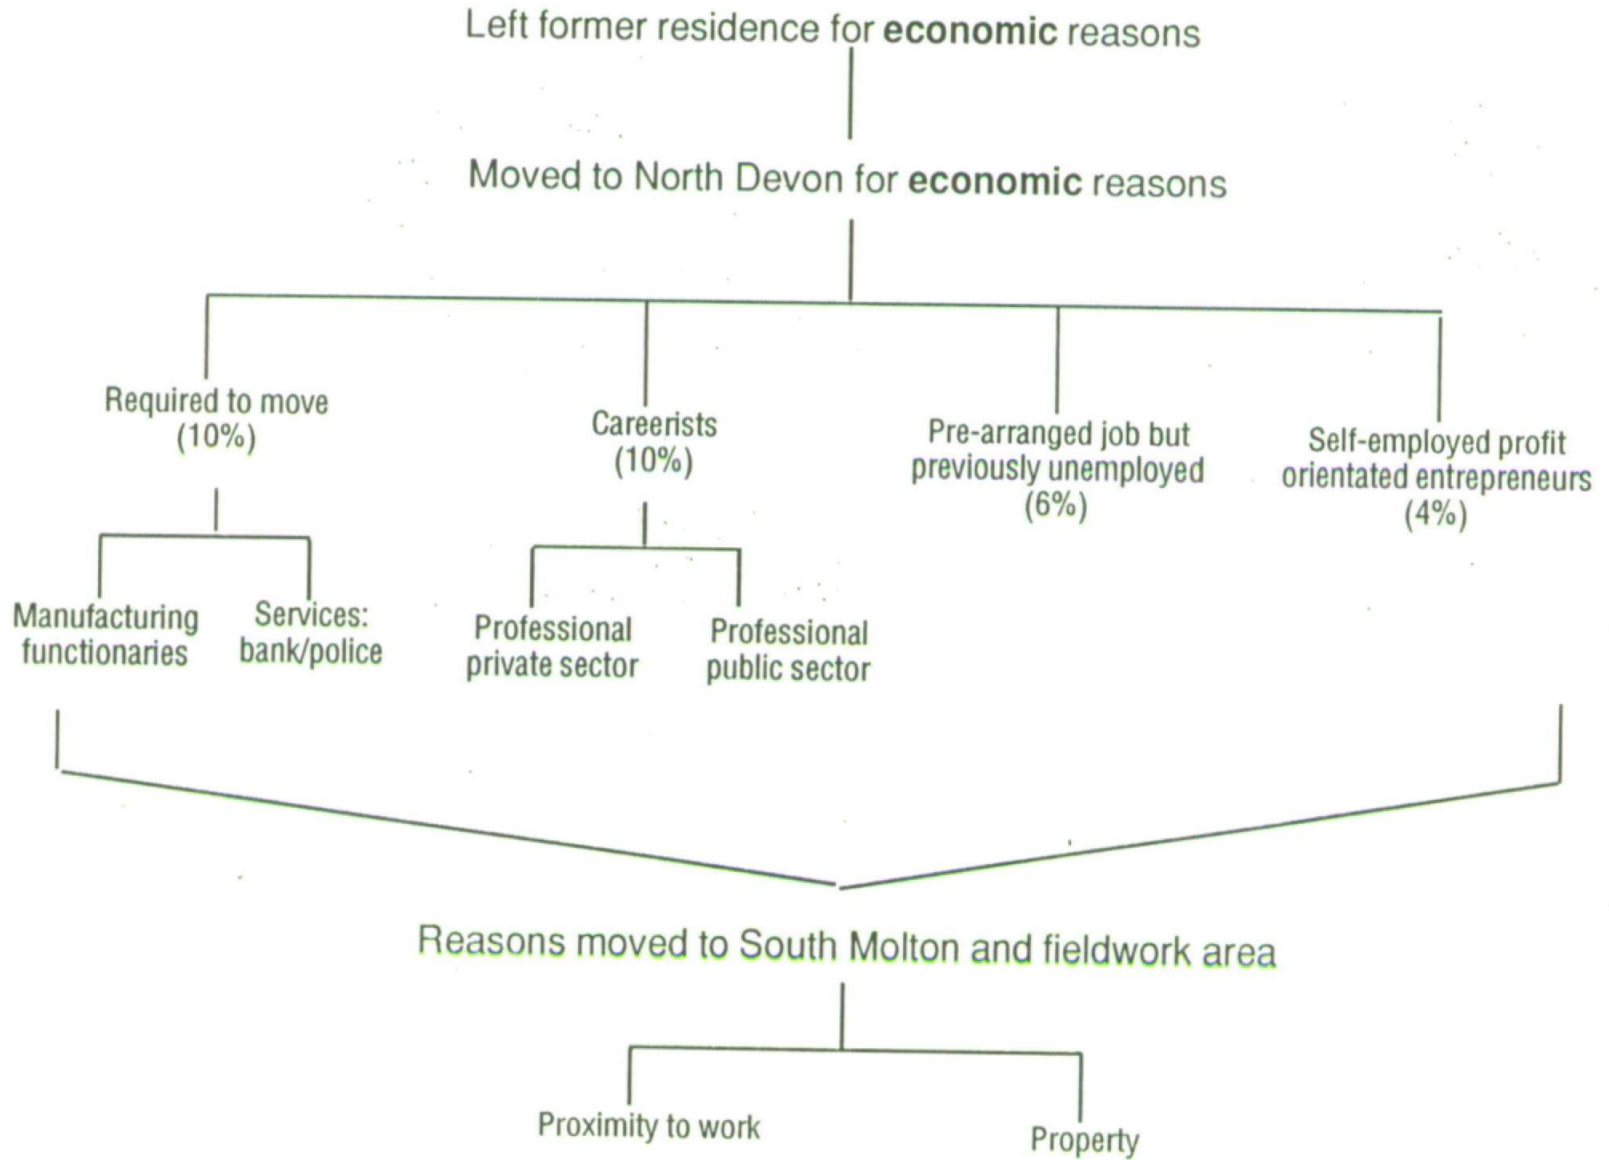 Left former residence for economic reasons
Moved to North Devon for economic reasons
Required to move
(10%)
Careerists
(10%)
Pre-arranged job but
previously unemployed
(6%)
Self-employed profit
orientated entrepreneurs
(4%)
Manufacturing
functionaries
Services:
bank/police
Professional
private sector
Professional
public sector
Reasons moved to South Molton and fieldwork area
Proximity to work
Property